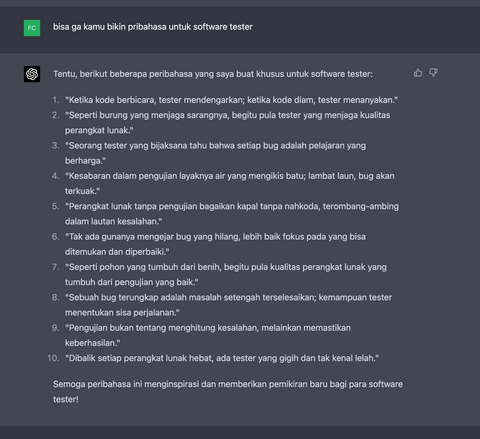 FC
bisa ga kamu bikin pribahasa untuk software tester
Tentu, berikut beberapa peribahasa yang saya buat khusus untuk software tester:
1. "Ketika kode berbicara, tester mendengarkan; ketika kode diam, tester menanyakan."
2. "Seperti burung yang menjaga sarangnya, begitu pula tester yang menjaga kualitas
perangkat lunak."
3. "Seorang tester yang bijaksana tahu bahwa setiap bug adalah pelajaran yang
berharga."
4. "Kesabaran dalam pengujian layaknya air yang mengikis batu; lambat laun, bug akan
terkuak."
5. "Perangkat lunak tanpa pengujian bagaikan kapal tanpa nahkoda, terombang-ambing
dalam lautan kesalahan."
6. "Tak ada gunanya mengejar bug yang hilang, lebih baik fokus pada yang bisa
ditemukan dan diperbaiki."
7. "Seperti pohon yang tumbuh dari benih, begitu pula kualitas perangkat lunak yang
tumbuh dari pengujian yang baik."
8. "Sebuah bug terungkap adalah masalah setengah terselesaikan; kemampuan tester
menentukan sisa perjalanan."
9. "Pengujian bukan tentang menghitung kesalahan, melainkan memastikan
keberhasilan."
10. "Dibalik setiap perangkat lunak hebat, ada tester yang gigih dan tak kenal lelah."
Semoga peribahasa ini menginspirasi dan memberikan pemikiran baru bagi para software
tester!